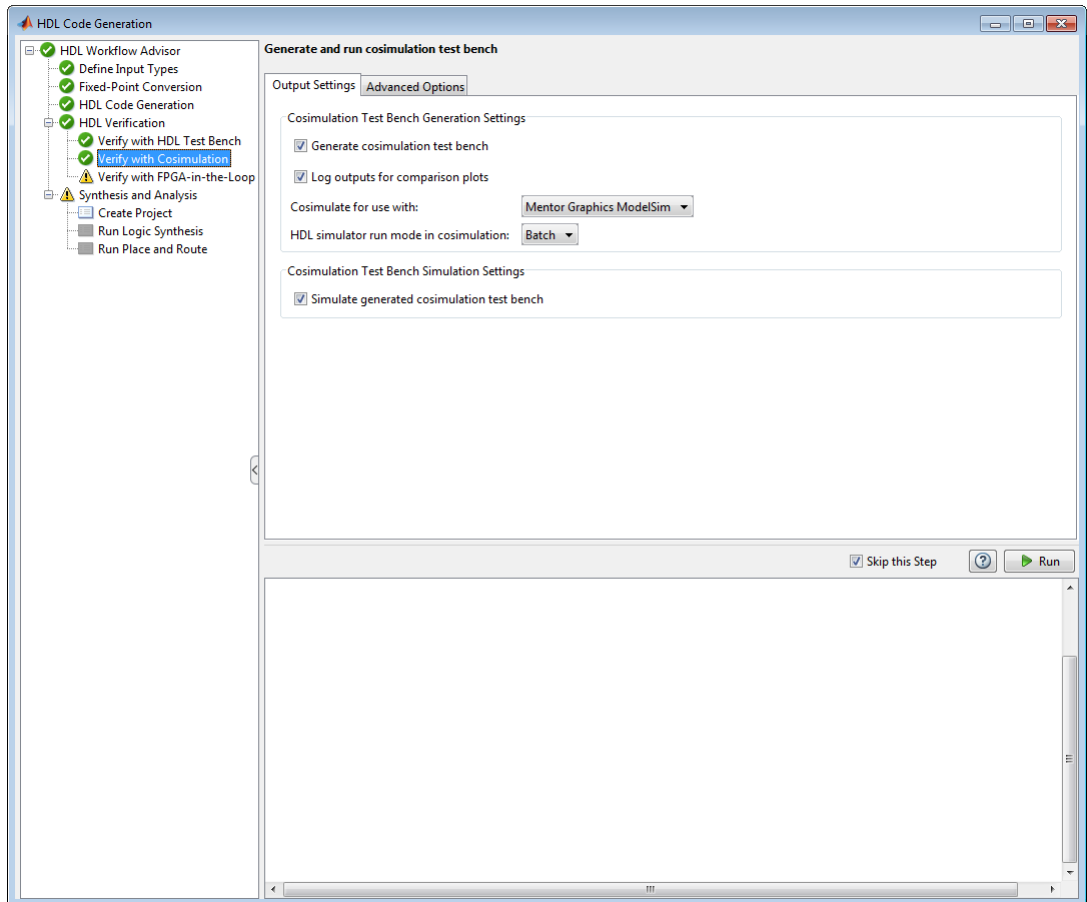 HDL Code Generation
HDL Workflow Advisor
Define Input Types
Fixed-Point Conversion
HDL Code Generation
HDL Verification
Verify with HDL Test Bench
Verify with Cosimulation
Verify with FPGA-in-the-Loop
Synthesis and Analysis
Create Project
Run Logic Synthesis
Run Place and Route
Generate and run cosimulation test bench
Output Settings Advanced Options
Cosimulation Test Bench Generation Settings
Generate cosimulation test bench
Log outputs for comparison plots
Cosimulate for use with: Mentor Graphics ModelSim
HDL simulator run mode in cosimulation: Batch
Cosimulation Test Bench Simulation Settings
Simulate generated cosimulation test bench
Skip this Step ? Run